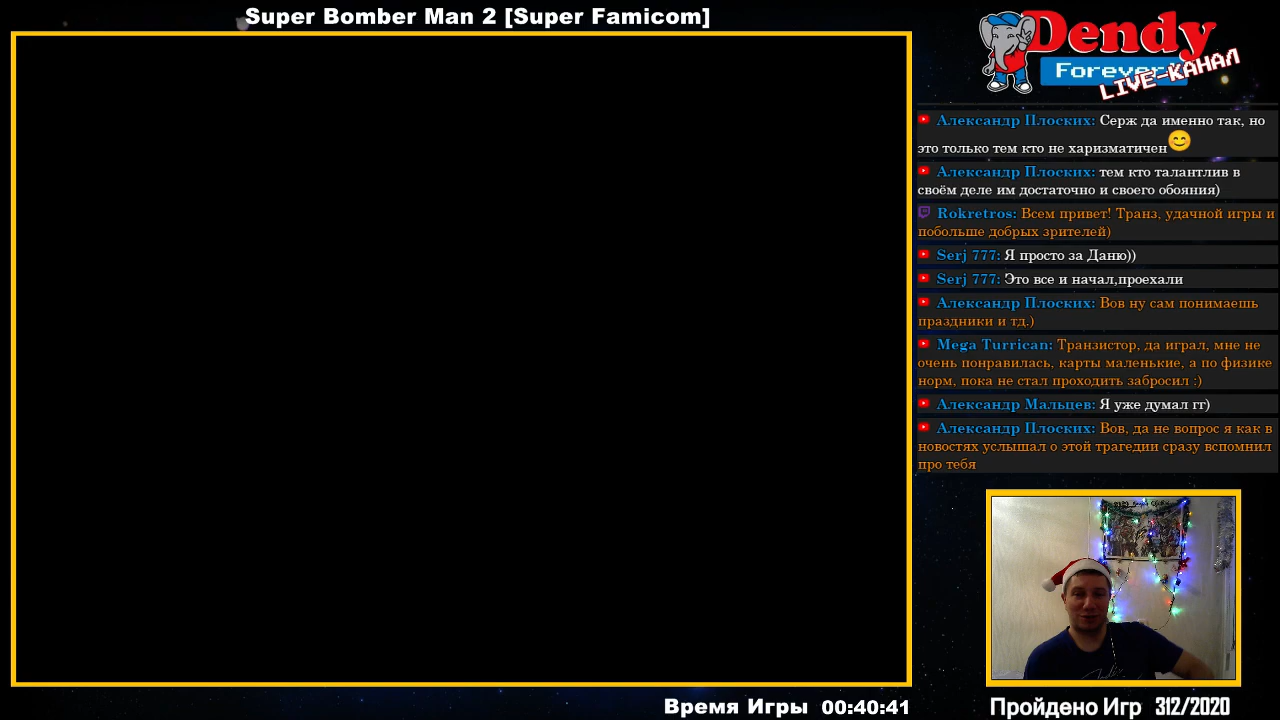 Super Bomber Man 2 [Super Famicom]
Dendy
Forever!
LIVE-КАНАЛ
Александр Плоских: Серж да именно так, но
это только тем кто не харизматичен
Александр Плоских: тем кто талантлив в
своём деле им достаточно и своего обояния)
Rokretros: Всем привет! Транз, удачной игры и
побольше добрых зрителей)
Serj 777: Я просто за Даню))
Serj 777: Это все и начал,проехали
Александр Плоских: Вов ну сам понимаешь
праздники и тд.)
Mega Turrican: Транзистор, да играл, мне не
очень понравилась, карты маленькие, а по физике
норм, пока не стал проходить забросил :)
Александр Мальцев: Я уже думал гг)
Александр Плоских: Вов, да не вопрос я как в
новостях услышал о этой трагедии сразу вспомнил
про тебя
Время Игры 00:40:41
Пройдено Игр 312/2020